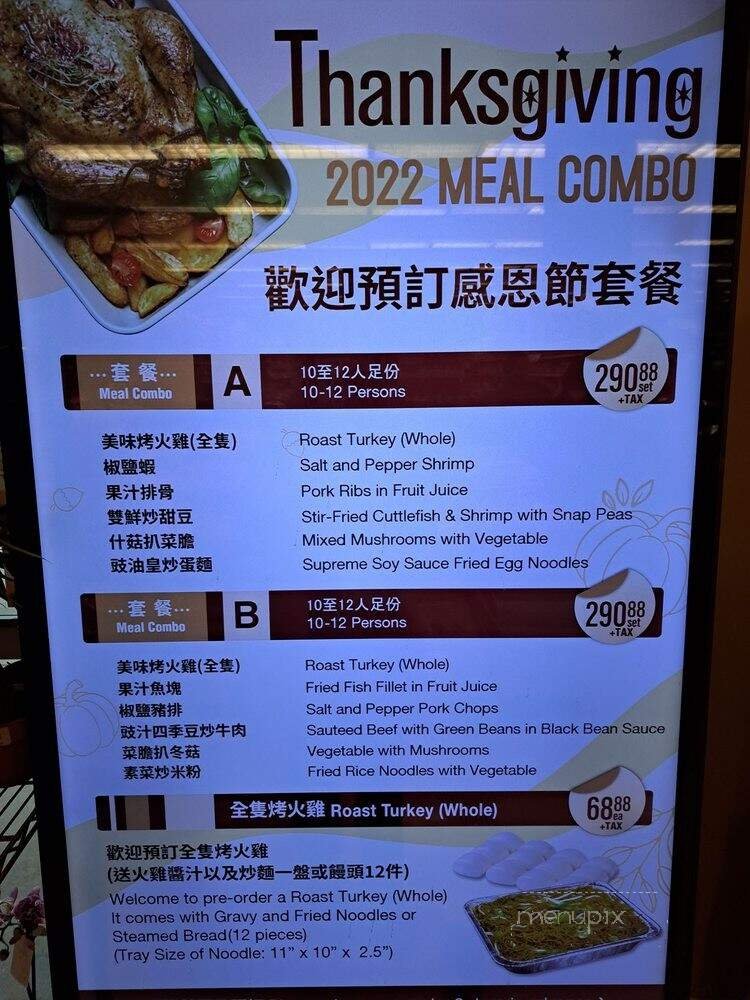 Thanksgiving
2022 MEAL COMBO
歡迎預訂感恩節套餐
...套 餐...
Meal Combo
A
10至12人足份
10-12 Persons
290.88
set
+TAX
美味烤火雞(全隻) Roast Turkey (Whole)
椒鹽蝦 Salt and Pepper Shrimp
果汁排骨 Pork Ribs in Fruit Juice
雙鮮炒甜豆 Stir-Fried Cuttlefish & Shrimp with Snap Peas
什菇扒菜膽 Mixed Mushrooms with Vegetable
豉油皇炒蛋麵 Supreme Soy Sauce Fried Egg Noodles
...套 餐...
Meal Combo
B
10至12人足份
10-12 Persons
290.88
set
+TAX
美味烤火雞(全隻) Roast Turkey (Whole)
果汁魚塊 Fried Fish Fillet in Fruit Juice
椒鹽豬排 Salt and Pepper Pork Chops
豉汁四季豆炒牛肉 Sauteed Beef with Green Beans in Black Bean Sauce
菜膽扒冬菇 Vegetable with Mushrooms
素菜炒米粉 Fried Rice Noodles with Vegetable
全隻烤火雞 Roast Turkey (Whole)
68.88
ea
+TAX
歡迎預訂全隻烤火雞
(送火雞醬汁以及炒麵一盤或饅頭12件)
Welcome to pre-order a Roast Turkey (Whole)
It comes with Gravy and Fried Noodles or
Steamed Bread(12 pieces)
(Tray Size of Noodle: 11" x 10" x 2.5")
menupix